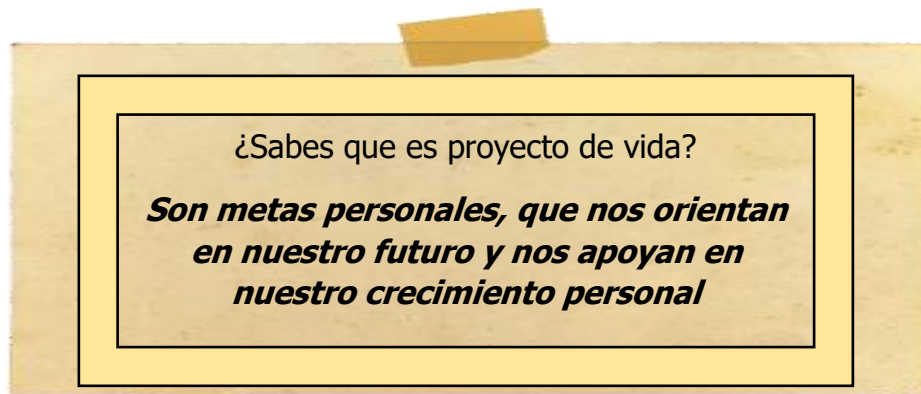 ¿Sabes que es proyecto de vida?
Son metas personales, que nos orientan
en nuestro futuro y nos apoyan en
nuestro crecimiento personal